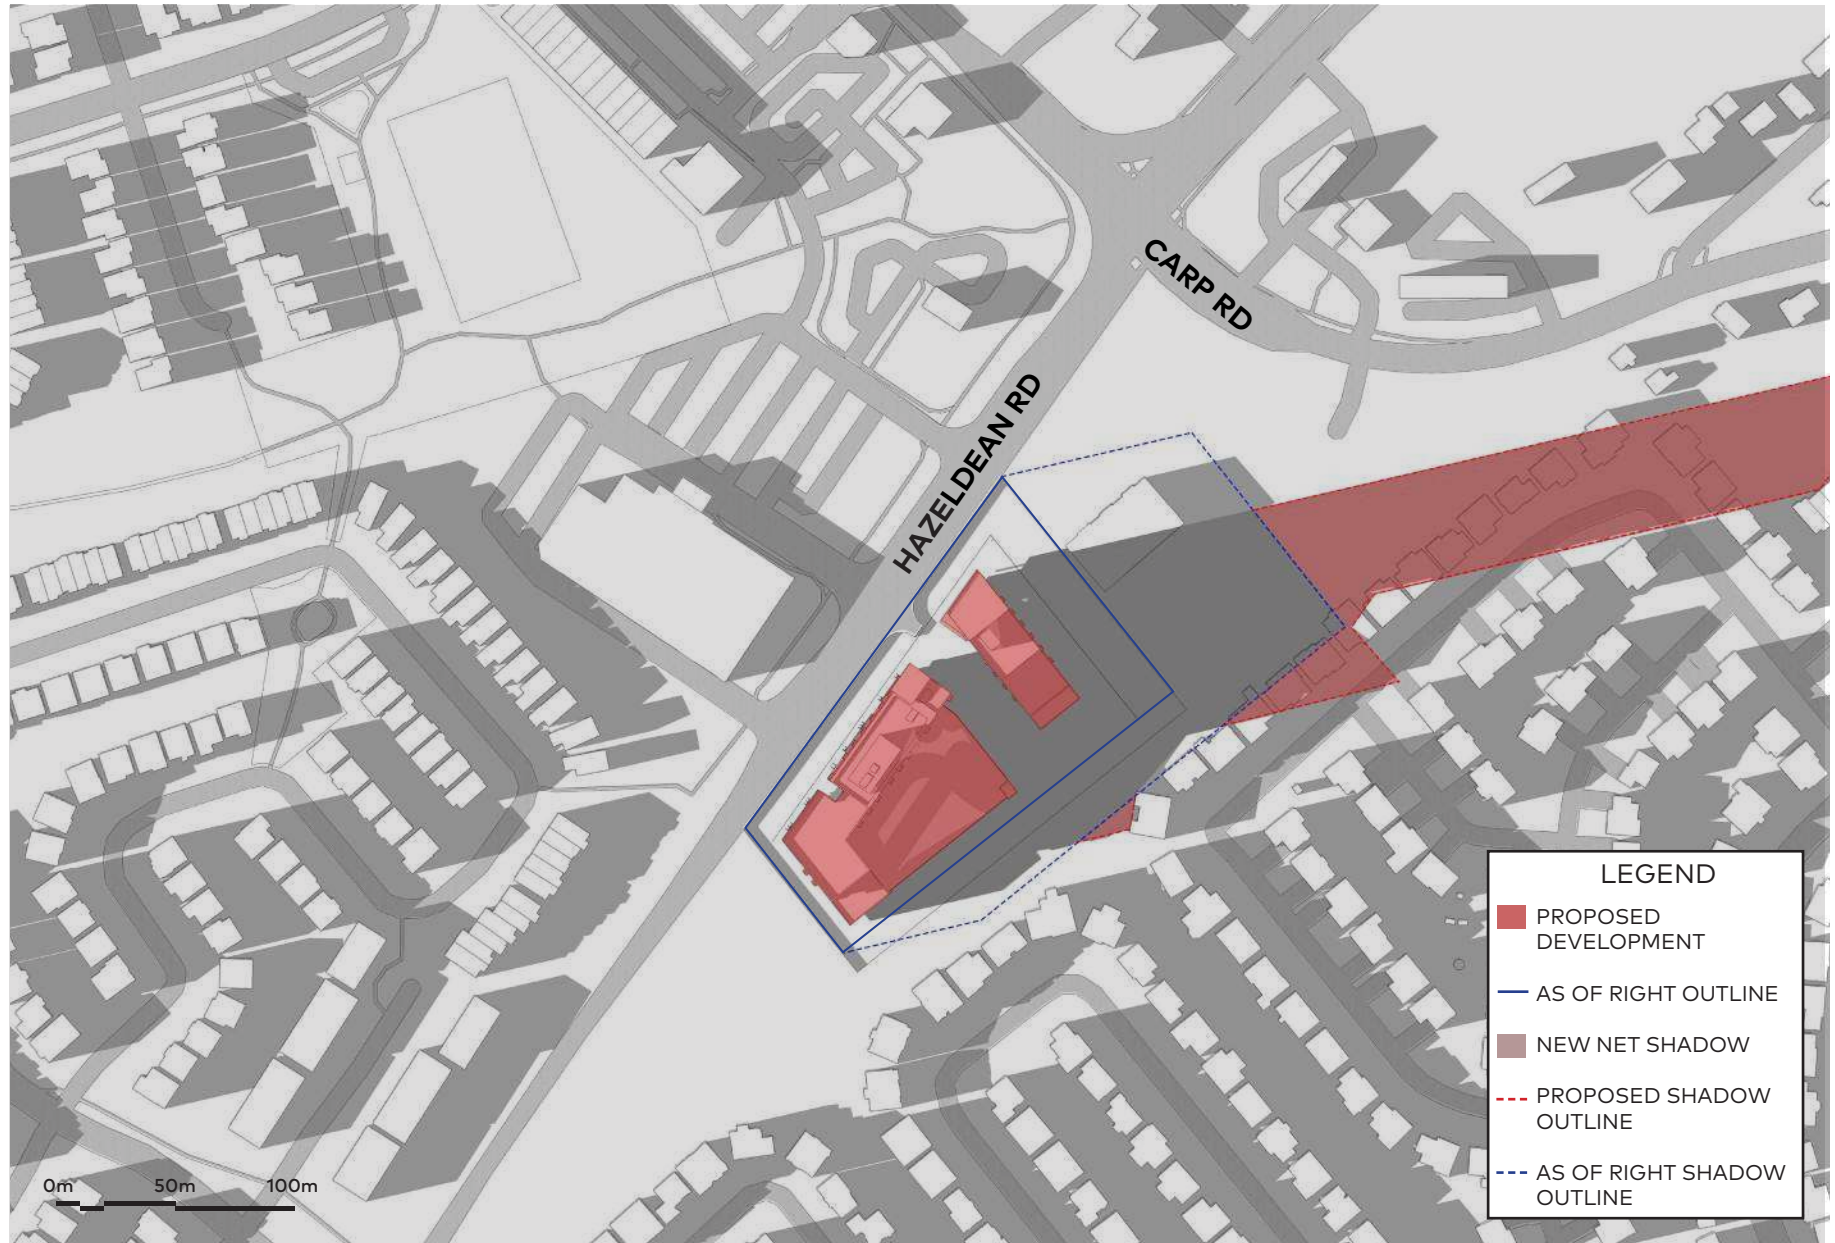 CARP RD
HAZELDEAN RD
LEGEND
PROPOSED
DEVELOPMENT
AS OF RIGHT OUTLINE
NEW NET SHADOW
PROPOSED SHADOW
OUTLINE
AS OF RIGHT SHADOW
OUTLINE
0m 50m 100m